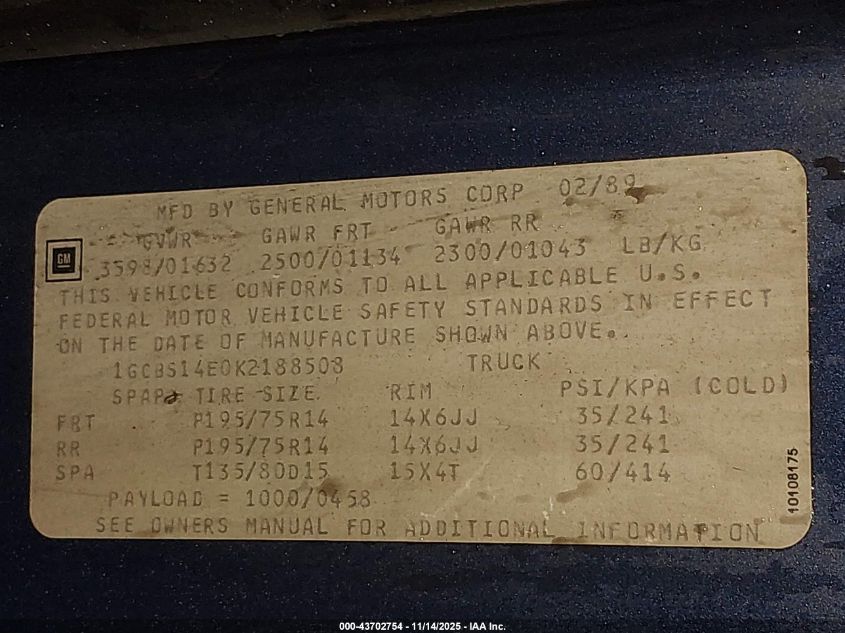 MFD BY GENERAL MOTORS CORP 02/89
GVWR GAWR FRT GAWR RR
GM
3598/01632 2500/01134 2300/01043 LB/KG
THIS VEHICLE CONFORMS TO ALL APPLICABLE U.S.
FEDERAL MOTOR VEHICLE SAFETY STANDARDS IN EFFECT
ON THE DATE OF MANUFACTURE SHOWN ABOVE.
1GCBS14E0K2188508 TRUCK
TIRE SIZE RIM PSI/KPA (COLD)
FRT P195/75R14 14X6JJ 35/241
RR P195/75R14 14X6JJ 35/241
SPA T135/80D15 15X4T 60/414
PAYLOAD = 1000/0458
SEE OWNERS MANUAL FOR ADDITIONAL INFORMATION
10108175
000-43702754 - 11/14/2025 - IAA Inc.